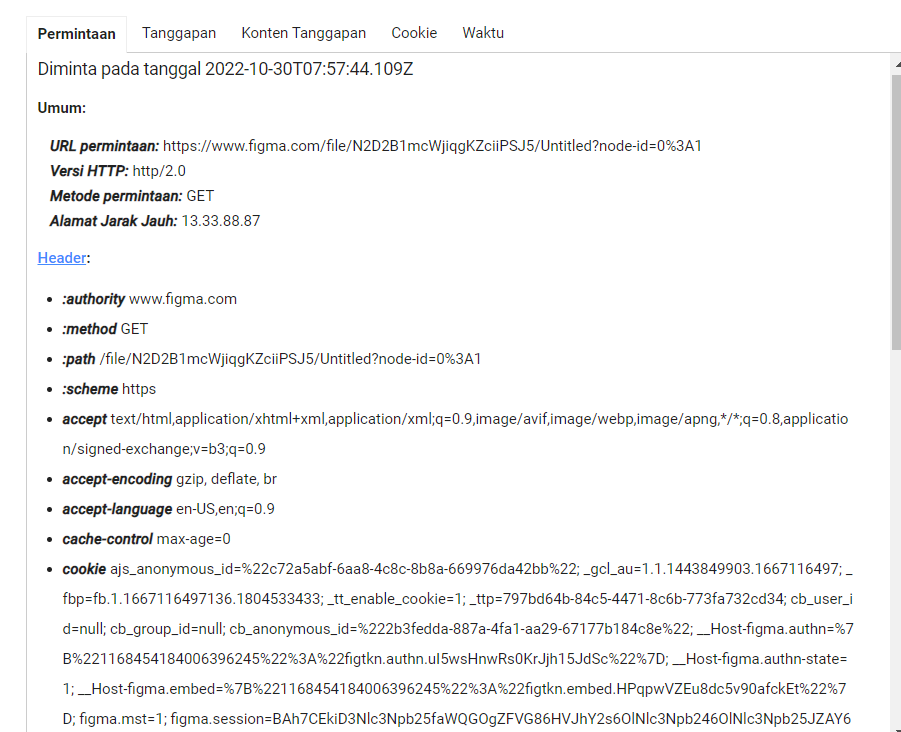 Permintaan Tanggapan Konten Tanggapan Cookie Waktu
Diminta pada tanggal 2022-10-30T07:57:44.109Z
Umum:
URL permintaan: https://www.figma.com/file/N2D2B1mcWjiqgKZciiPSJ5/Untitled?node-id=0%3A1
Versi HTTP: http/2.0
Metode permintaan: GET
Alamat Jarak Jauh: 13.33.88.87
Header:
• :authority www.figma.com
• :method GET
• :path /file/N2D2B1mcWjiqgKZciiPSJ5/Untitled?node-id=0%3A1
• :scheme https
• accept text/html,application/xhtml+xml,application/xml;q=0.9,image/avif,image/webp,image/apng,*/*;q=0.8,applicatio
n/signed-exchange;v=b3;q=0.9
• accept-encoding gzip, deflate, br
• accept-language en-US,en;q=0.9
• cache-control max-age=0
• cookie ajs_anonymous_id=%22c72a5abf-6aa8-4c8c-8b8a-669976da42bb%22; _gcl_au=1.1.1443849903.1667116497; _
fbp=fb.1.1667116497136.1804533433; _tt_enable_cookie=1; _ttp=797bd64b-84c5-4471-8c6b-773fa732cd34; cb_user_i
d=null; cb_group_id=null; cb_anonymous_id=%222b3fedda-887a-4fa1-aa29-67177b184c8e%22; __Host-figma.authn=%7
B%221168454184006396245%22%3A%22figtkn.authn.uI5wsHnwRs0KrJjh15JdSc%22%7D; __Host-figma.authn-state=
1; __Host-figma.embed=%7B%221168454184006396245%22%3A%22figtkn.embed.HPqpwVZEu8dc5v90afckEt%22%7
D; figma.mst=1; figma.session=BAh7CEkiD3Nlc3Npb25faWQGOgZFVG86HVJhY2s6OlNlc3Npb246OlNlc3Npb25JZAY6